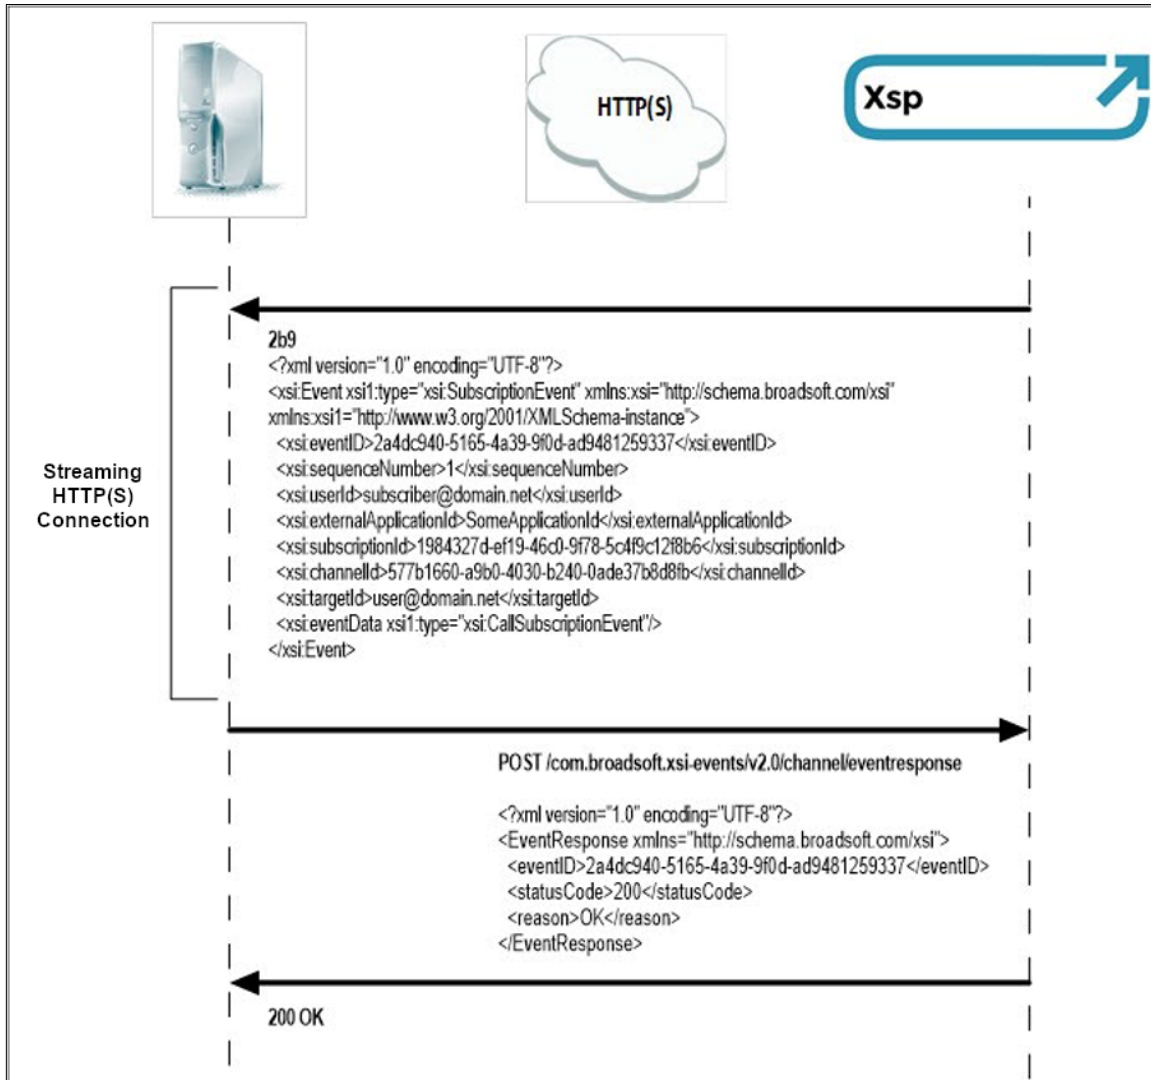 HTTP(S)
Xsp
2b9
<?xml version="1.0" encoding="UTF-8"?>
<xsi:Event xsi1:type="xsi:SubscriptionEvent" xmlns:xsi="http://schema.broadsoft.com/xsi"
xmlns:xsi1="http://www.w3.org/2001/XMLSchema-instance">
<xsi:eventID>2a4dc940-5165-4a39-9f0d-ad9481259337</xsi:eventID>
<xsi:sequenceNumber>1</xsi:sequenceNumber>
<xsi:userId>subscriber@domain.net</xsi:userId>
<xsi:externalApplicationId>SomeApplicationId</xsi:externalApplicationId>
<xsi:subscriptionId>1984327d-ef19-46c0-9f78-5c4f9c12f8b6</xsi:subscriptionId>
<xsi:channelId>577b1660-a9b0-4030-b240-0ade37b8d8fb</xsi:channelId>
<xsi:targetId>user@domain.net</xsi:targetId>
<xsi:eventData xsi1:type="xsi:CallSubscriptionEvent"/>
</xsi:Event>
Streaming
HTTP(S)
Connection
POST /com.broadsoft.xsi-events/v2.0/channel/eventresponse
<?xml version="1.0" encoding="UTF-8"?>
<EventResponse xmlns="http://schema.broadsoft.com/xsi">
<eventID>2a4dc940-5165-4a39-9f0d-ad9481259337</eventID>
<statusCode>200</statusCode>
<reason>OK</reason>
</EventResponse>
200 OK